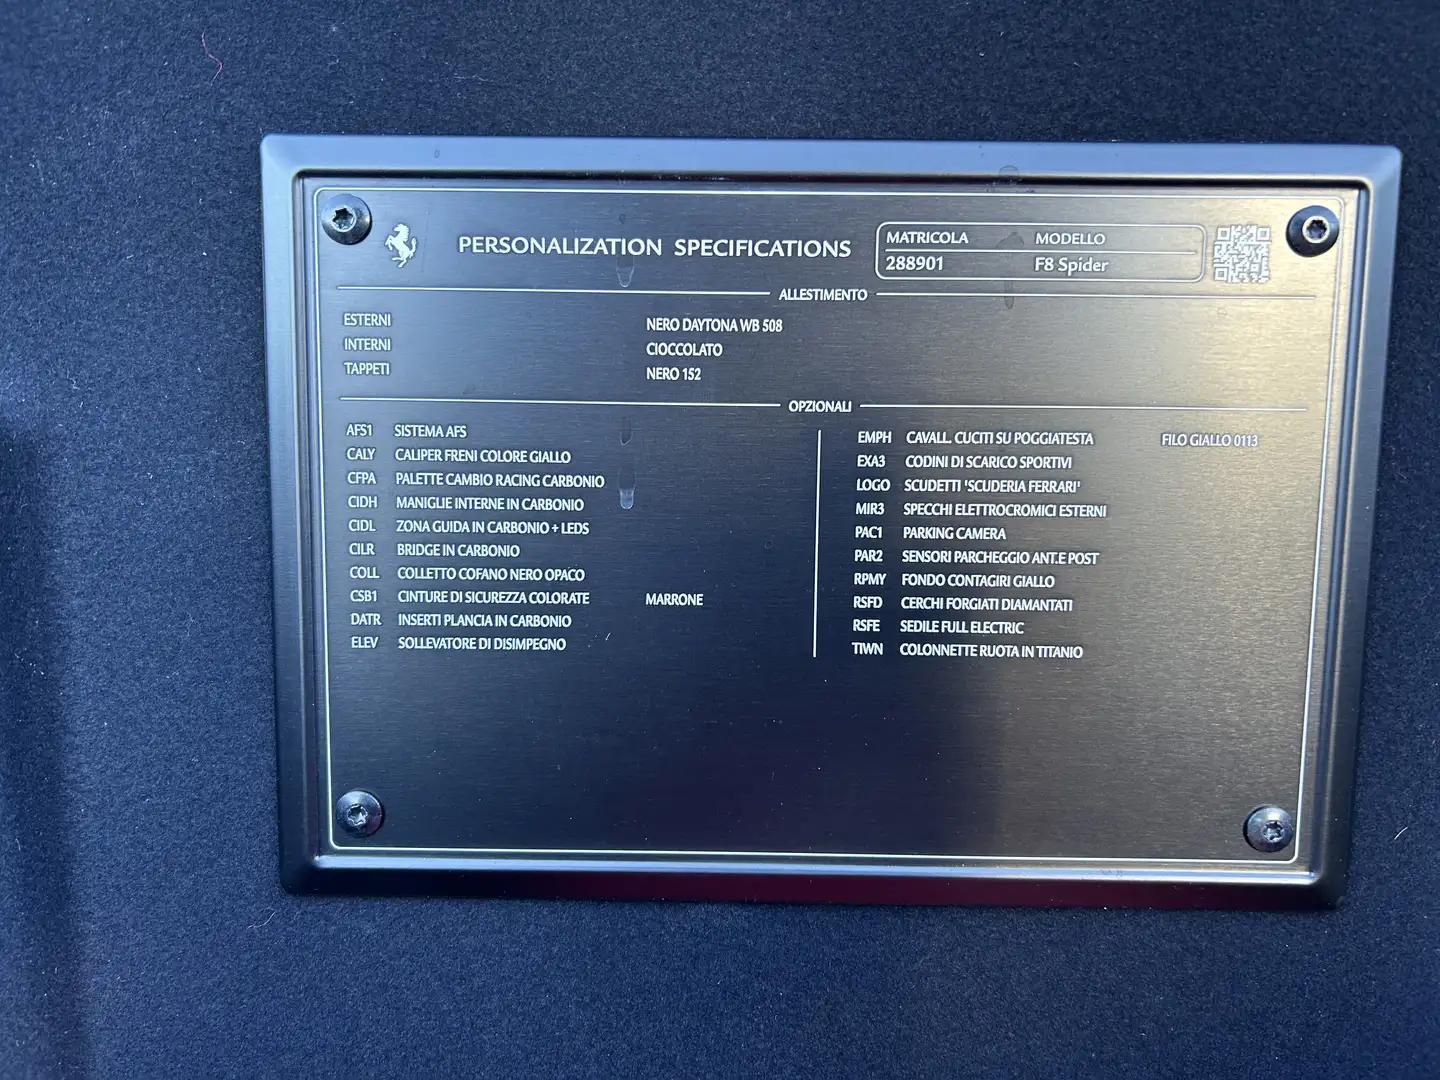 PERSONALIZATION SPECIFICATIONS
MATRICOLA MODELLO
288901 F8 Spider
ALLESTIMENTO
ESTERNI NERO DAYTONA WB 508
INTERNI CIOCCOLATO
TAPPETI NERO 152
OPZIONALI
AFS1 SISTEMA AFS
CALY CALIPER FRENI COLORE GIALLO
CFPA PALETTE CAMBIO RACING CARBONIO
CIDH MANIGLIE INTERNE IN CARBONIO
CIDL ZONA GUIDA IN CARBONIO + LEDS
CILR BRIDGE IN CARBONIO
COLL COLLETTO COFANO NERO OPACO
CSB1 CINTURE DI SICUREZZA COLORATE MARRONE
DATR INSERTI PLANCIA IN CARBONIO
ELEV SOLLEVATORE DI DISIMPEGNO
EMPH CAVALL. CUCITI SU POGGIATESTA FILO GIALLO 0113
EXA3 CODINI DI SCARICO SPORTIVI
LOGO SCUDETTI 'SCUDERIA FERRARI'
MIR3 SPECCHI ELETTROCROMICI ESTERNI
PAC1 PARKING CAMERA
PAR2 SENSORI PARCHEGGIO ANT.E POST
RPMY FONDO CONTAGIRI GIALLO
RSFD CERCHI FORGIATI DIAMANTATI
RSFE SEDILE FULL ELECTRIC
TIWN COLONNETTE RUOTA IN TITANIO